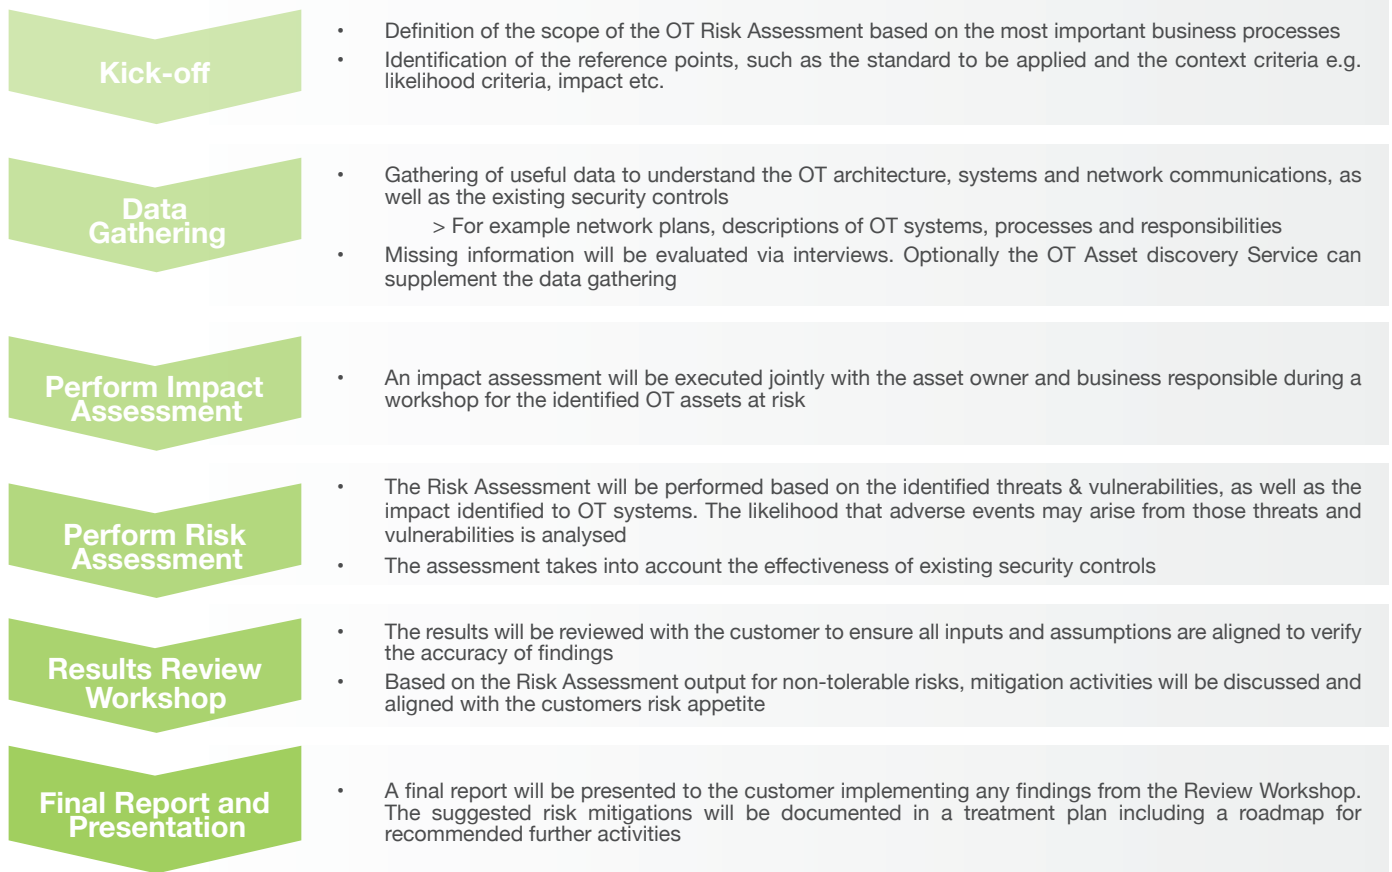 Kick-off
• Definition of the scope of the OT Risk Assessment based on the most important business processes
• Identification of the reference points, such as the standard to be applied and the context criteria e.g.
likelihood criteria, impact etc.
Data
Gathering
• Gathering of useful data to understand the OT architecture, systems and network communications, as
well as the existing security controls
> For example network plans, descriptions of OT systems, processes and responsibilities
• Missing information will be evaluated via interviews. Optionally the OT Asset discovery Service can
supplement the data gathering
Perform Impact
Assessment
• An impact assessment will be executed jointly with the asset owner and business responsible during a
workshop for the identified OT assets at risk
Perform Risk
Assessment
• The Risk Assessment will be performed based on the identified threats & vulnerabilities, as well as the
impact identified to OT systems. The likelihood that adverse events may arise from those threats and
vulnerabilities is analysed
• The assessment takes into account the effectiveness of existing security controls
Results Review
Workshop
• The results will be reviewed with the customer to ensure all inputs and assumptions are aligned to verify
the accuracy of findings
• Based on the Risk Assessment output for non-tolerable risks, mitigation activities will be discussed and
aligned with the customers risk appetite
Final Report and
Presentation
• A final report will be presented to the customer implementing any findings from the Review Workshop.
The suggested risk mitigations will be documented in a treatment plan including a roadmap for
recommended further activities